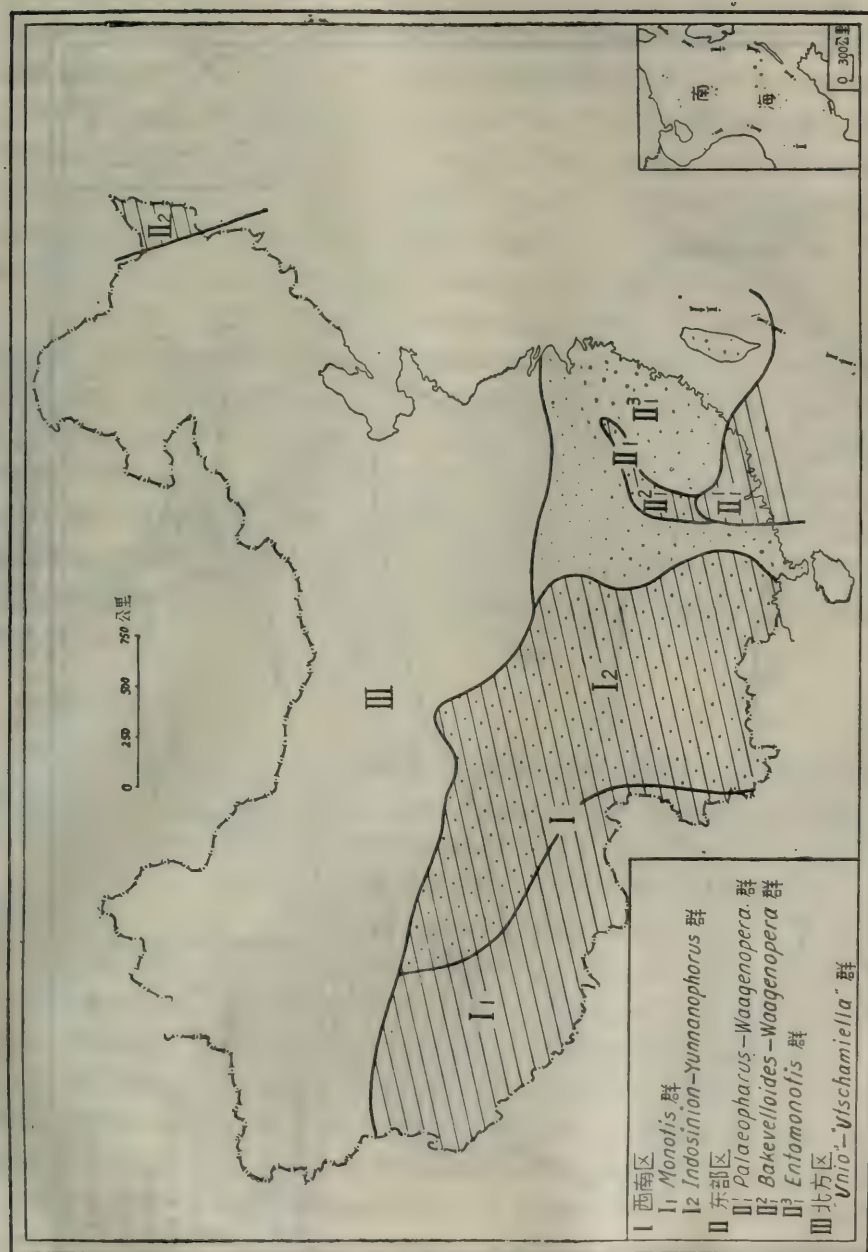 Ⅰ 西南区
Ⅰ₁ Monotis 群
Ⅰ₂ Indosinion–Yunnanophorus 群
Ⅱ 东部区
Ⅱ₁¹ Palaeopharus–Waagenopera 群
Ⅱ₁² Bakevelloides–Waagenopera 群
Ⅱ₁³ Entomonotis 群
Ⅲ 北方区
"Unio"–"Utschamiella" 群
0 250 500 750 公里
Ⅲ
Ⅰ₁
Ⅰ
Ⅰ₂
Ⅱ₂
Ⅱ₁
Ⅱ₁³
Ⅱ₁²
Ⅱ₁¹
南
海
0 300公里